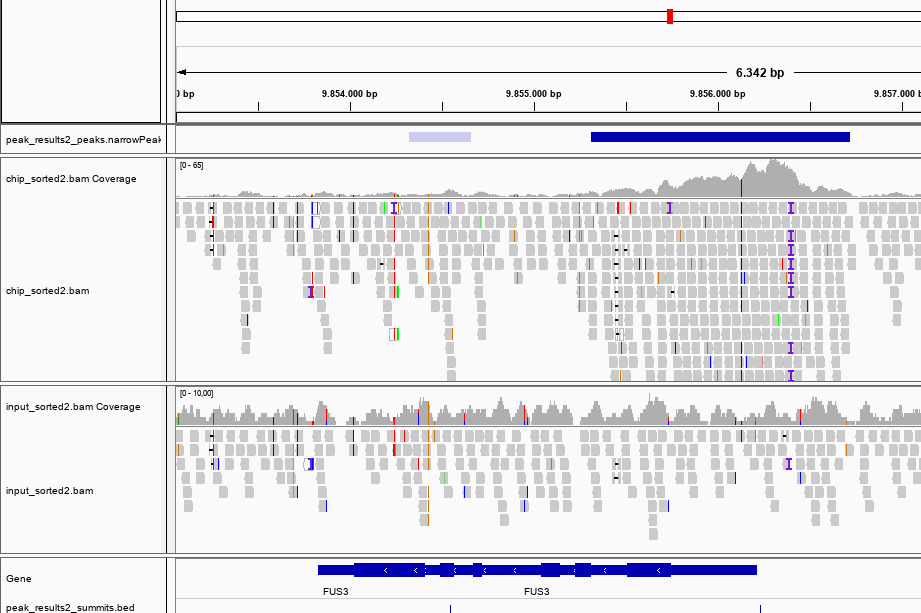 6.342 bp
0 bp 9.854.000 bp 9.855.000 bp 9.856.000 bp 9.857.000 b
peak_results2_peaks.narrowPeak
[0 - 65]
chip_sorted2.bam Coverage
chip_sorted2.bam
[0 - 10,00]
input_sorted2.bam Coverage
input_sorted2.bam
Gene
FUS3 FUS3
peak_results2_summits.bed